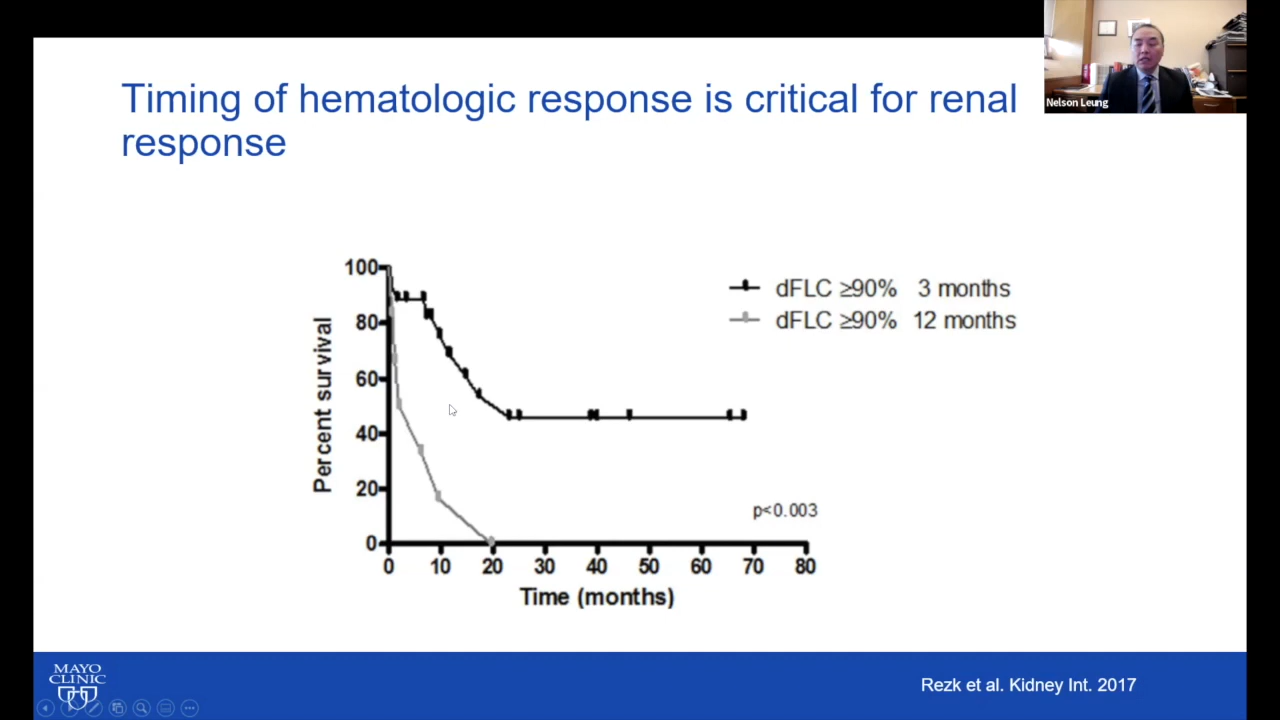 Timing of hematologic response is critical for renal
response
Nelson Leung
100
80
60
40
20
0
Percent survival
0 10 20 30 40 50 60 70 80
Time (months)
dFLC ≥90% 3 months
dFLC ≥90% 12 months
p<0.003
MAYO
CLINIC
Rezk et al. Kidney Int. 2017